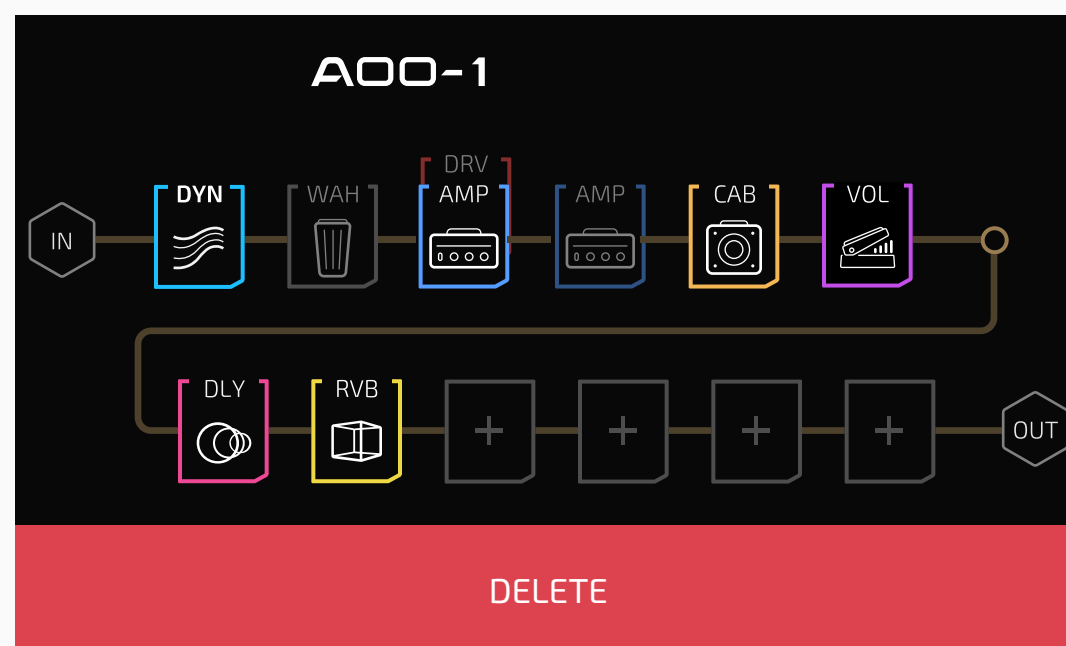 A00-1
DRV
DYN WAH AMP AMP CAB VOL
IN
DLY RVB
OUT
DELETE